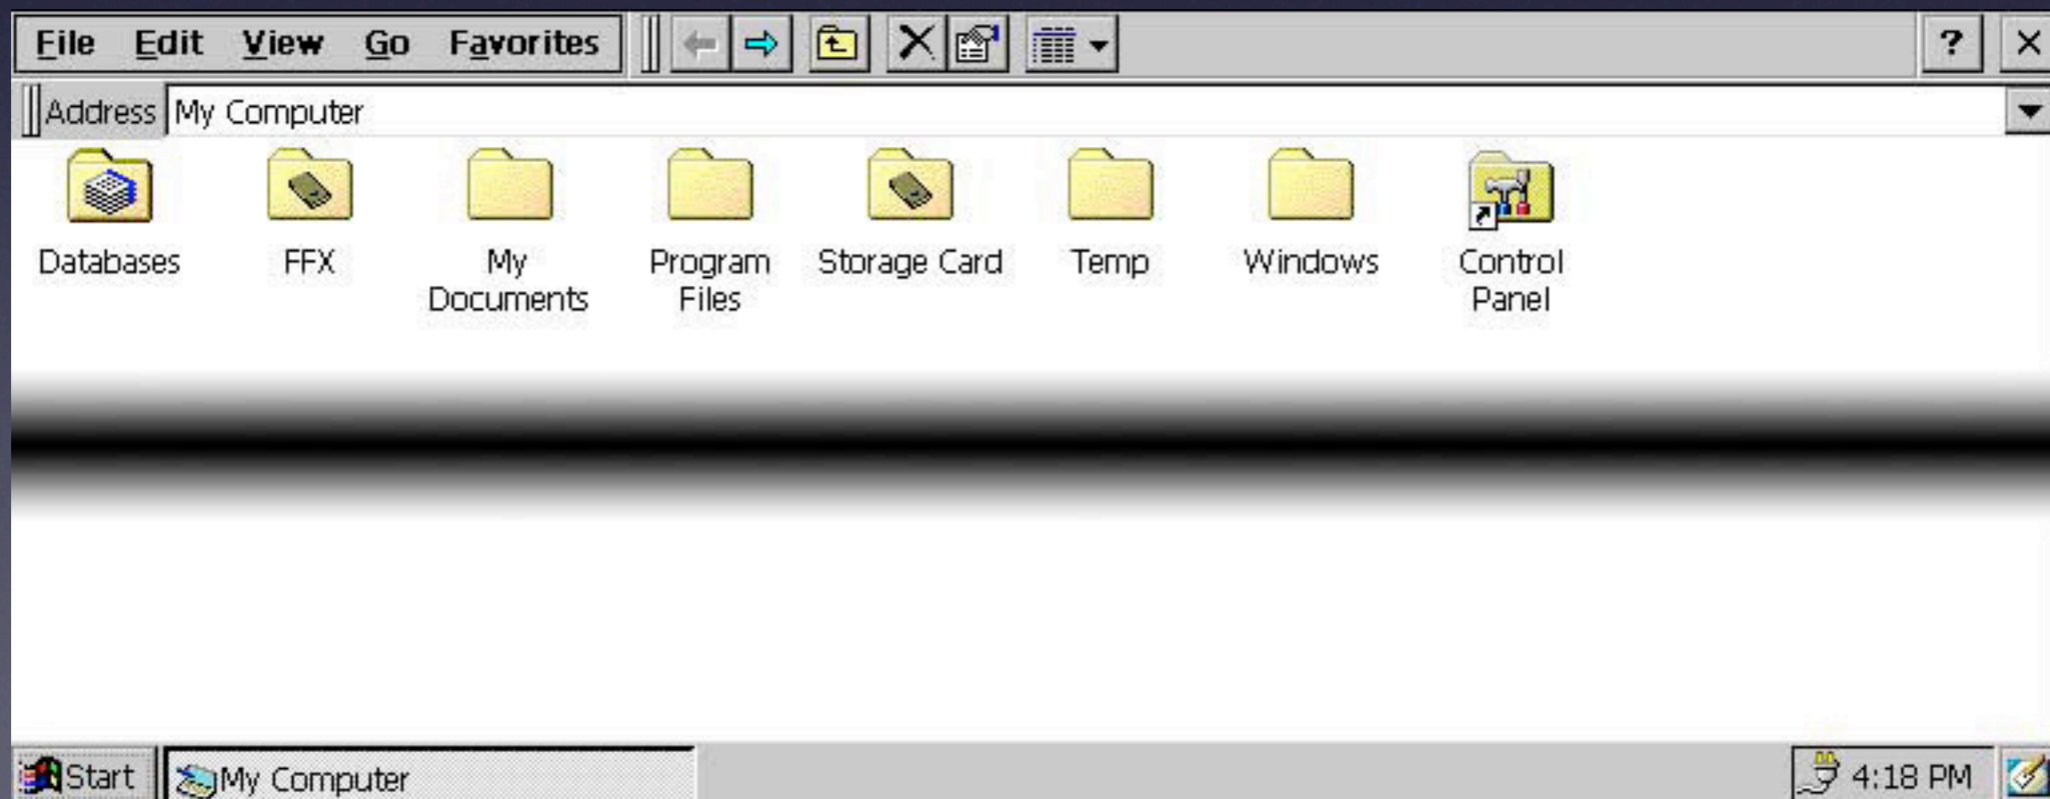 File Edit View Go Favorites ?
Address My Computer
Databases FFX My Documents Program Files Storage Card Temp Windows Control Panel
Start My Computer 4:18 PM